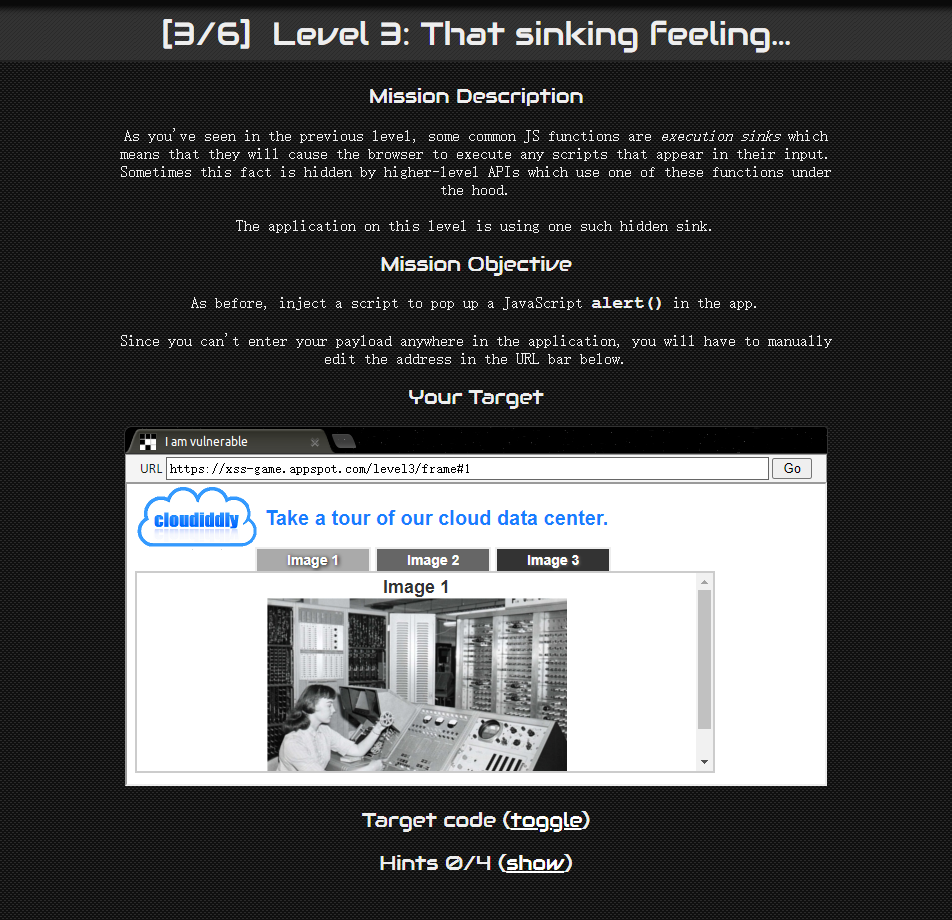 [3/6] Level 3: That sinking feeling...
Mission Description
As you've seen in the previous level, some common JS functions are execution sinks which
means that they will cause the browser to execute any scripts that appear in their input.
Sometimes this fact is hidden by higher-level APIs which use one of these functions under
the hood.
The application on this level is using one such hidden sink.
Mission Objective
As before, inject a script to pop up a JavaScript alert() in the app.
Since you can't enter your payload anywhere in the application, you will have to manually
edit the address in the URL bar below.
Your Target
I am vulnerable
URL https://xss-game.appspot.com/level3/frame#1 Go
cloudiddly Take a tour of our cloud data center.
Image 1 Image 2 Image 3
Image 1
Target code (toggle)
Hints 0/4 (show)